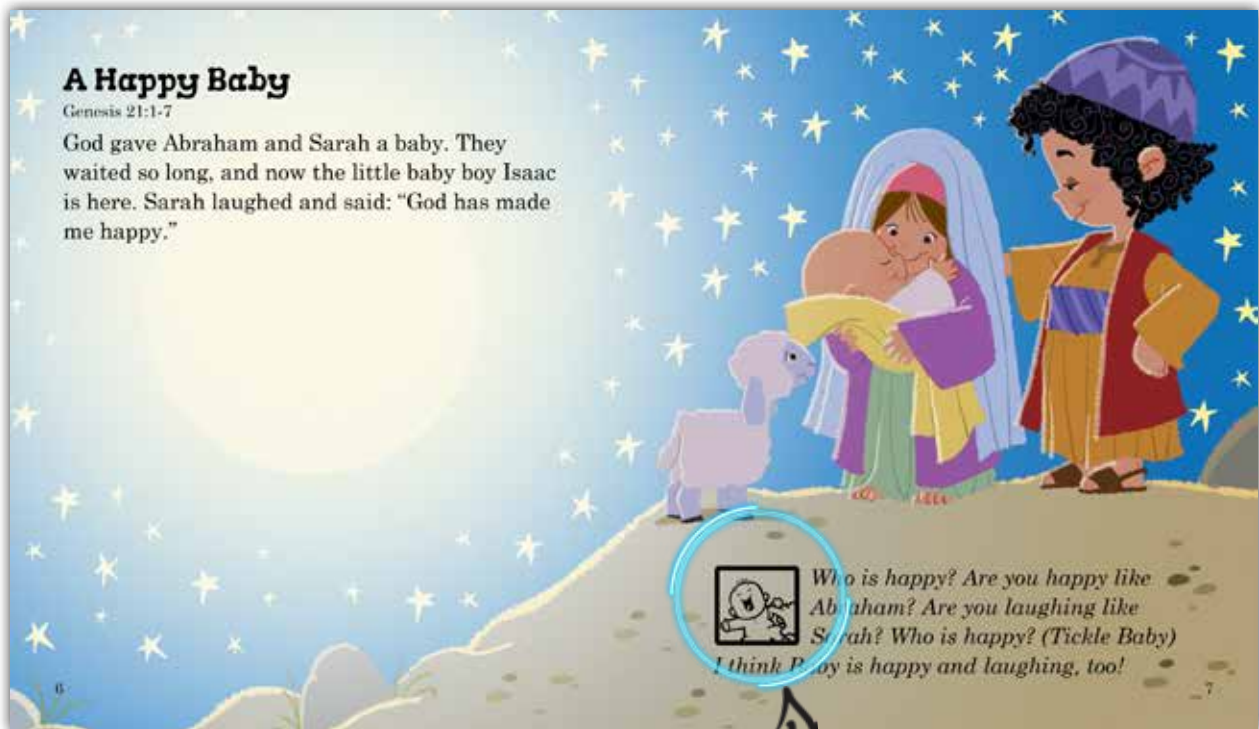 A Happy Baby
Genesis 21:1-7
God gave Abraham and Sarah a baby. They
waited so long, and now the little baby boy Isaac
is here. Sarah laughed and said: “God has made
me happy.”
Who is happy? Are you happy like
Abraham? Are you laughing like
Sarah? Who is happy? (Tickle Baby)
I think Baby is happy and laughing, too!
6
7